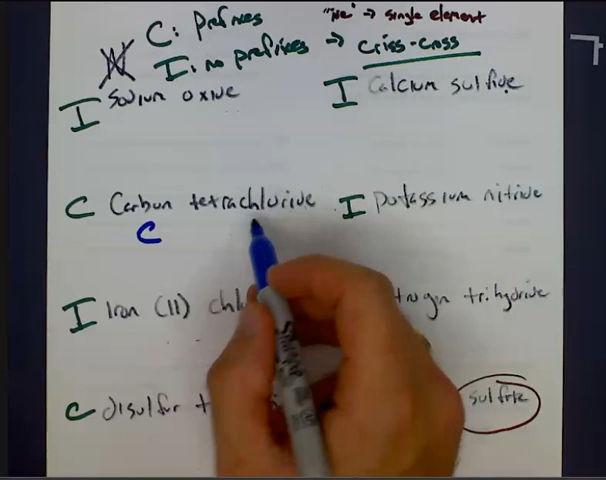 C: Prefixes "ide" → single element
I: no prefixes → criss-cross
I Sodium oxide I Calcium sulfide
C Carbon tetrachloride I Potassium nitride
C
I Iron (II) trihydride
C disulfur sulfite